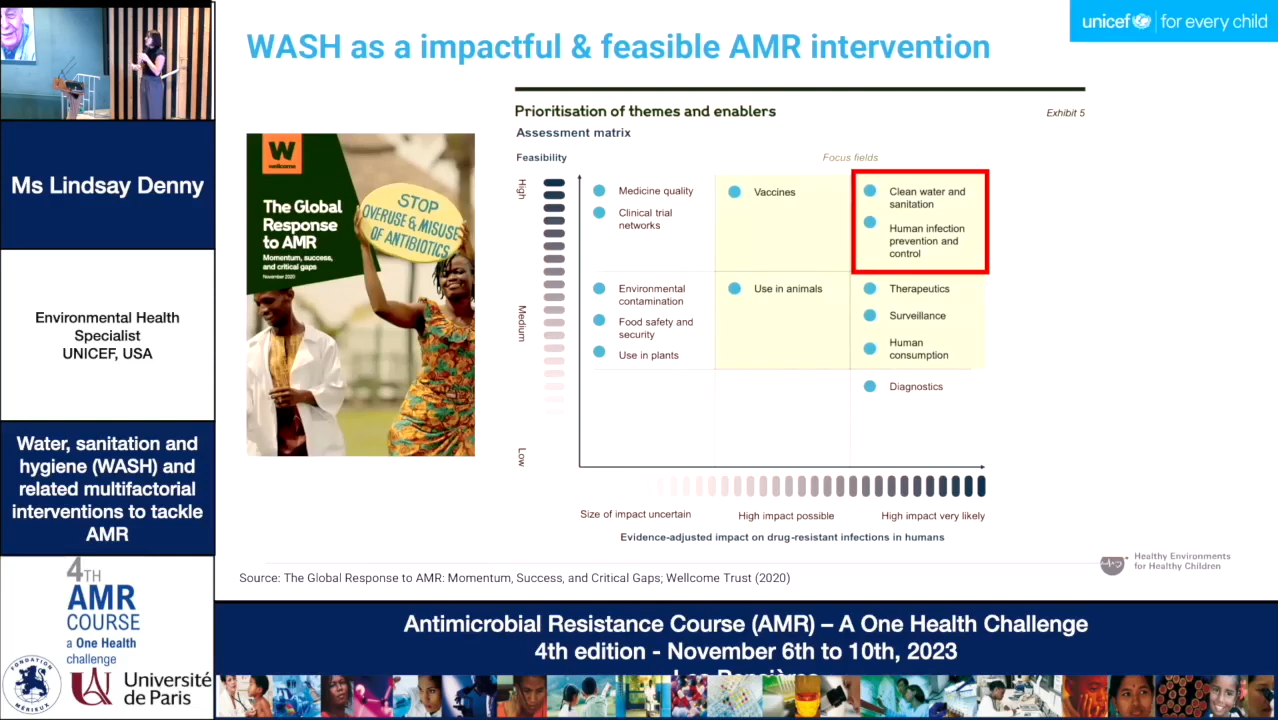 WASH as a impactful & feasible AMR intervention
unicef for every child
Ms Lindsay Denny
Environmental Health
Specialist
UNICEF, USA
Water, sanitation and
hygiene (WASH) and
related multifactorial
interventions to tackle
AMR
4TH
AMR
COURSE
a One Health
challenge
FONDATION
MÉRIEUX
Université
de Paris
W
wellcome
The Global
Response
to AMR
Momentum, success,
and critical gaps
November 2020
STOP
OVERUSE & MISUSE
OF ANTIBIOTICS
Prioritisation of themes and enablers
Exhibit 5
Assessment matrix
Feasibility
Focus fields
High
Medium
Low
Medicine quality
Clinical trial
networks
Vaccines
Clean water and
sanitation
Human infection
prevention and
control
Environmental
contamination
Food safety and
security
Use in plants
Use in animals
Therapeutics
Surveillance
Human
consumption
Diagnostics
Size of impact uncertain
High impact possible
High impact very likely
Evidence-adjusted impact on drug-resistant infections in humans
Healthy Environments
for Healthy Children
Source: The Global Response to AMR: Momentum, Success, and Critical Gaps; Wellcome Trust (2020)
Antimicrobial Resistance Course (AMR) – A One Health Challenge
4th edition - November 6th to 10th, 2023